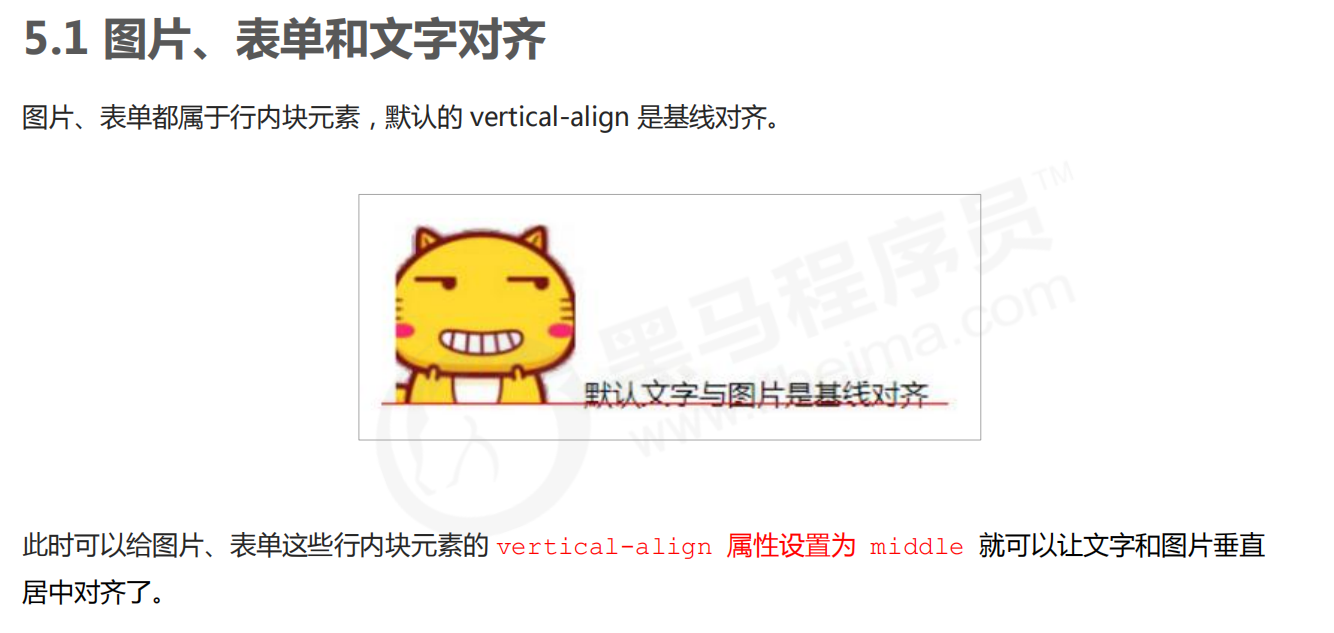 5.1 图片、表单和文字对齐
图片、表单都属于行内块元素，默认的 vertical-align 是基线对齐。
黑马程序员™
www.itheima.com
默认文字与图片是基线对齐
此时可以给图片、表单这些行内块元素的 vertical-align 属性设置为 middle 就可以让文字和图片垂直
居中对齐了。